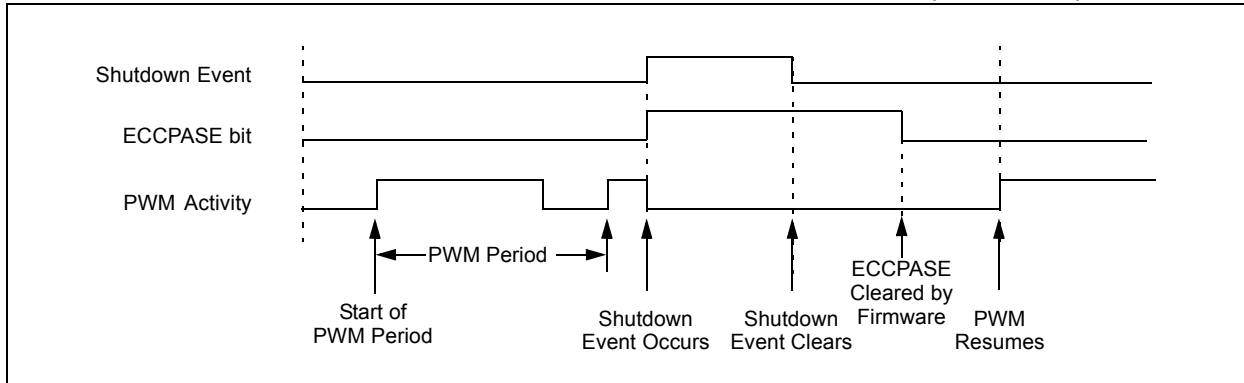 Shutdown Event
ECCPASE bit
PWM Activity
PWM Period
Start of
PWM Period
Shutdown
Event Occurs
Shutdown
Event Clears
ECCPASE
Cleared by
Firmware
PWM
Resumes